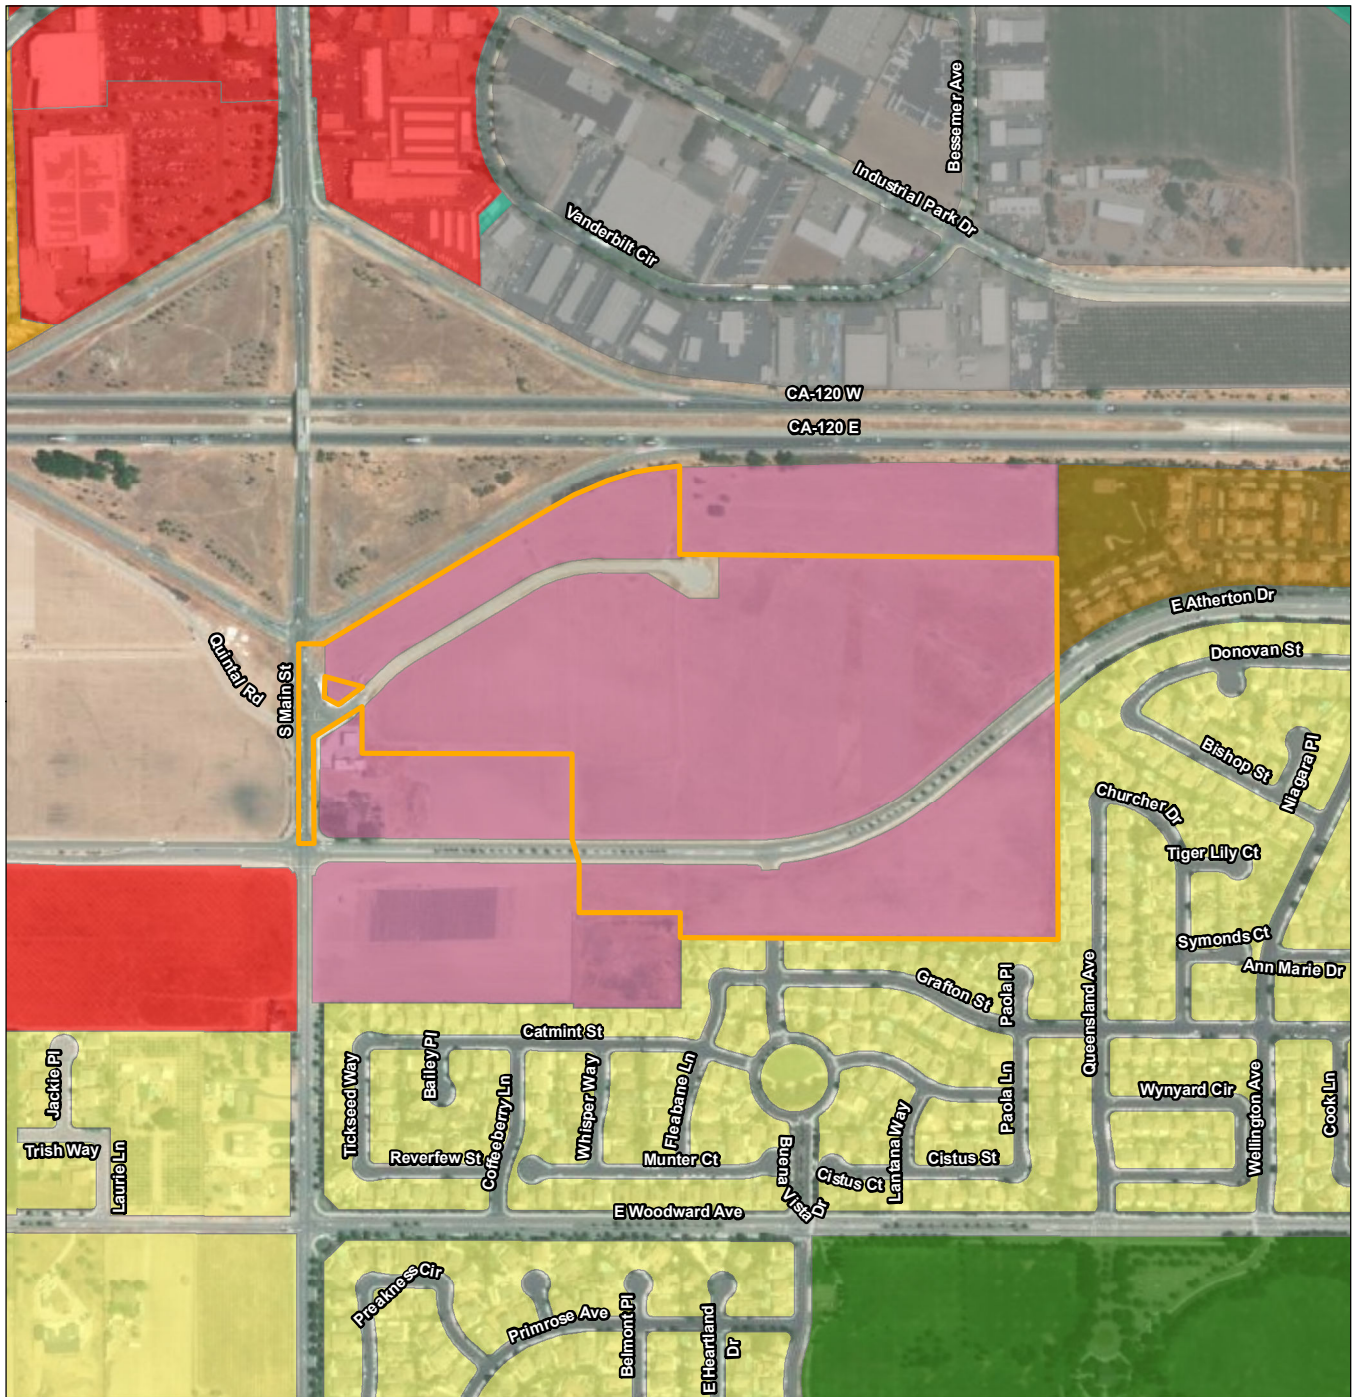 Bessemer Ave
Industrial Park Dr
Vanderbilt Cir
CA-120 W
CA-120 E
E Atherton Dr
Quintal Rd
S Main St
Donovan St
Bishop St
Niagara Pl
Churcher Dr
Tiger Lily Ct
Symonds Ct
Ann Marie Dr
Grafton St
Paola Pl
Queensland Ave
Catmint St
Bailey Pl
Tickseed Way
Coffeeberry Ln
Whisper Way
Fleabane Ln
Jackie Pl
Trish Way
Laurie Ln
Reverfew St
Munter Ct
Buena
Vista
Dr
Cistus Ct
Lantana Way
Cistus St
Paola Ln
Wynyard Cir
Wellington Ave
Cook Ln
E Woodward Ave
Preakness Cir
Primrose Ave
Belmont Pl
E Heartland
Dr